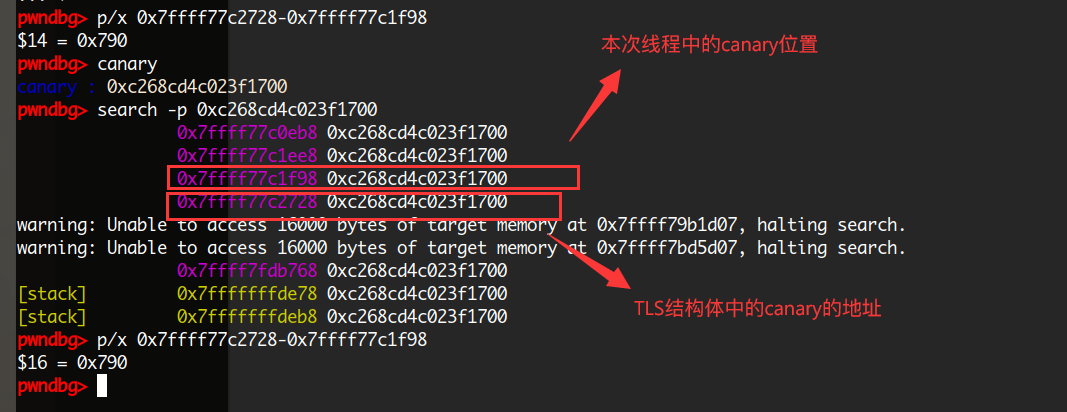 pwndbg> p/x 0x7ffff77c2728-0x7ffff77c1f98
$14 = 0x790
本次线程中的canary位置
pwndbg> canary
canary : 0xc268cd4c023f1700
pwndbg> search -p 0xc268cd4c023f1700
0x7ffff77c0eb8 0xc268cd4c023f1700
0x7ffff77c1ee8 0xc268cd4c023f1700
0x7ffff77c1f98 0xc268cd4c023f1700
0x7ffff77c2728 0xc268cd4c023f1700
warning: Unable to access 16000 bytes of target memory at 0x7ffff79b1d07, halting search.
warning: Unable to access 16000 bytes of target memory at 0x7ffff7bd5d07, halting search.
0x7ffff7fdb768 0xc268cd4c023f1700
[stack] 0x7fffffffde78 0xc268cd4c023f1700
TLS结构体中的canary的地址
[stack] 0x7fffffffdeb8 0xc268cd4c023f1700
pwndbg> p/x 0x7ffff77c2728-0x7ffff77c1f98
$16 = 0x790
pwndbg>